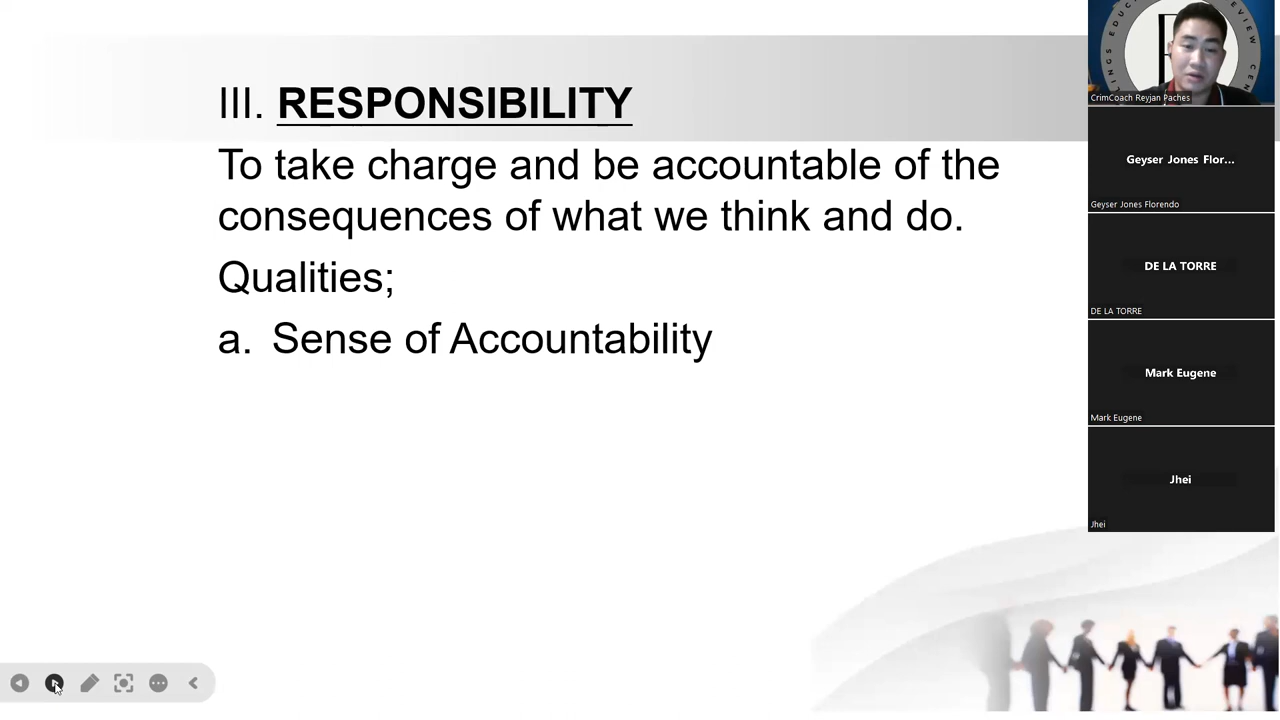 III. RESPONSIBILITY
To take charge and be accountable of the
consequences of what we think and do.
Qualities;
a. Sense of Accountability
CrimCoach Reyjan Paches
Geyser Jones Flor...
Geyser Jones Florendo
DE LA TORRE
DE LA TORRE
Mark Eugene
Mark Eugene
Jhei
Jhei